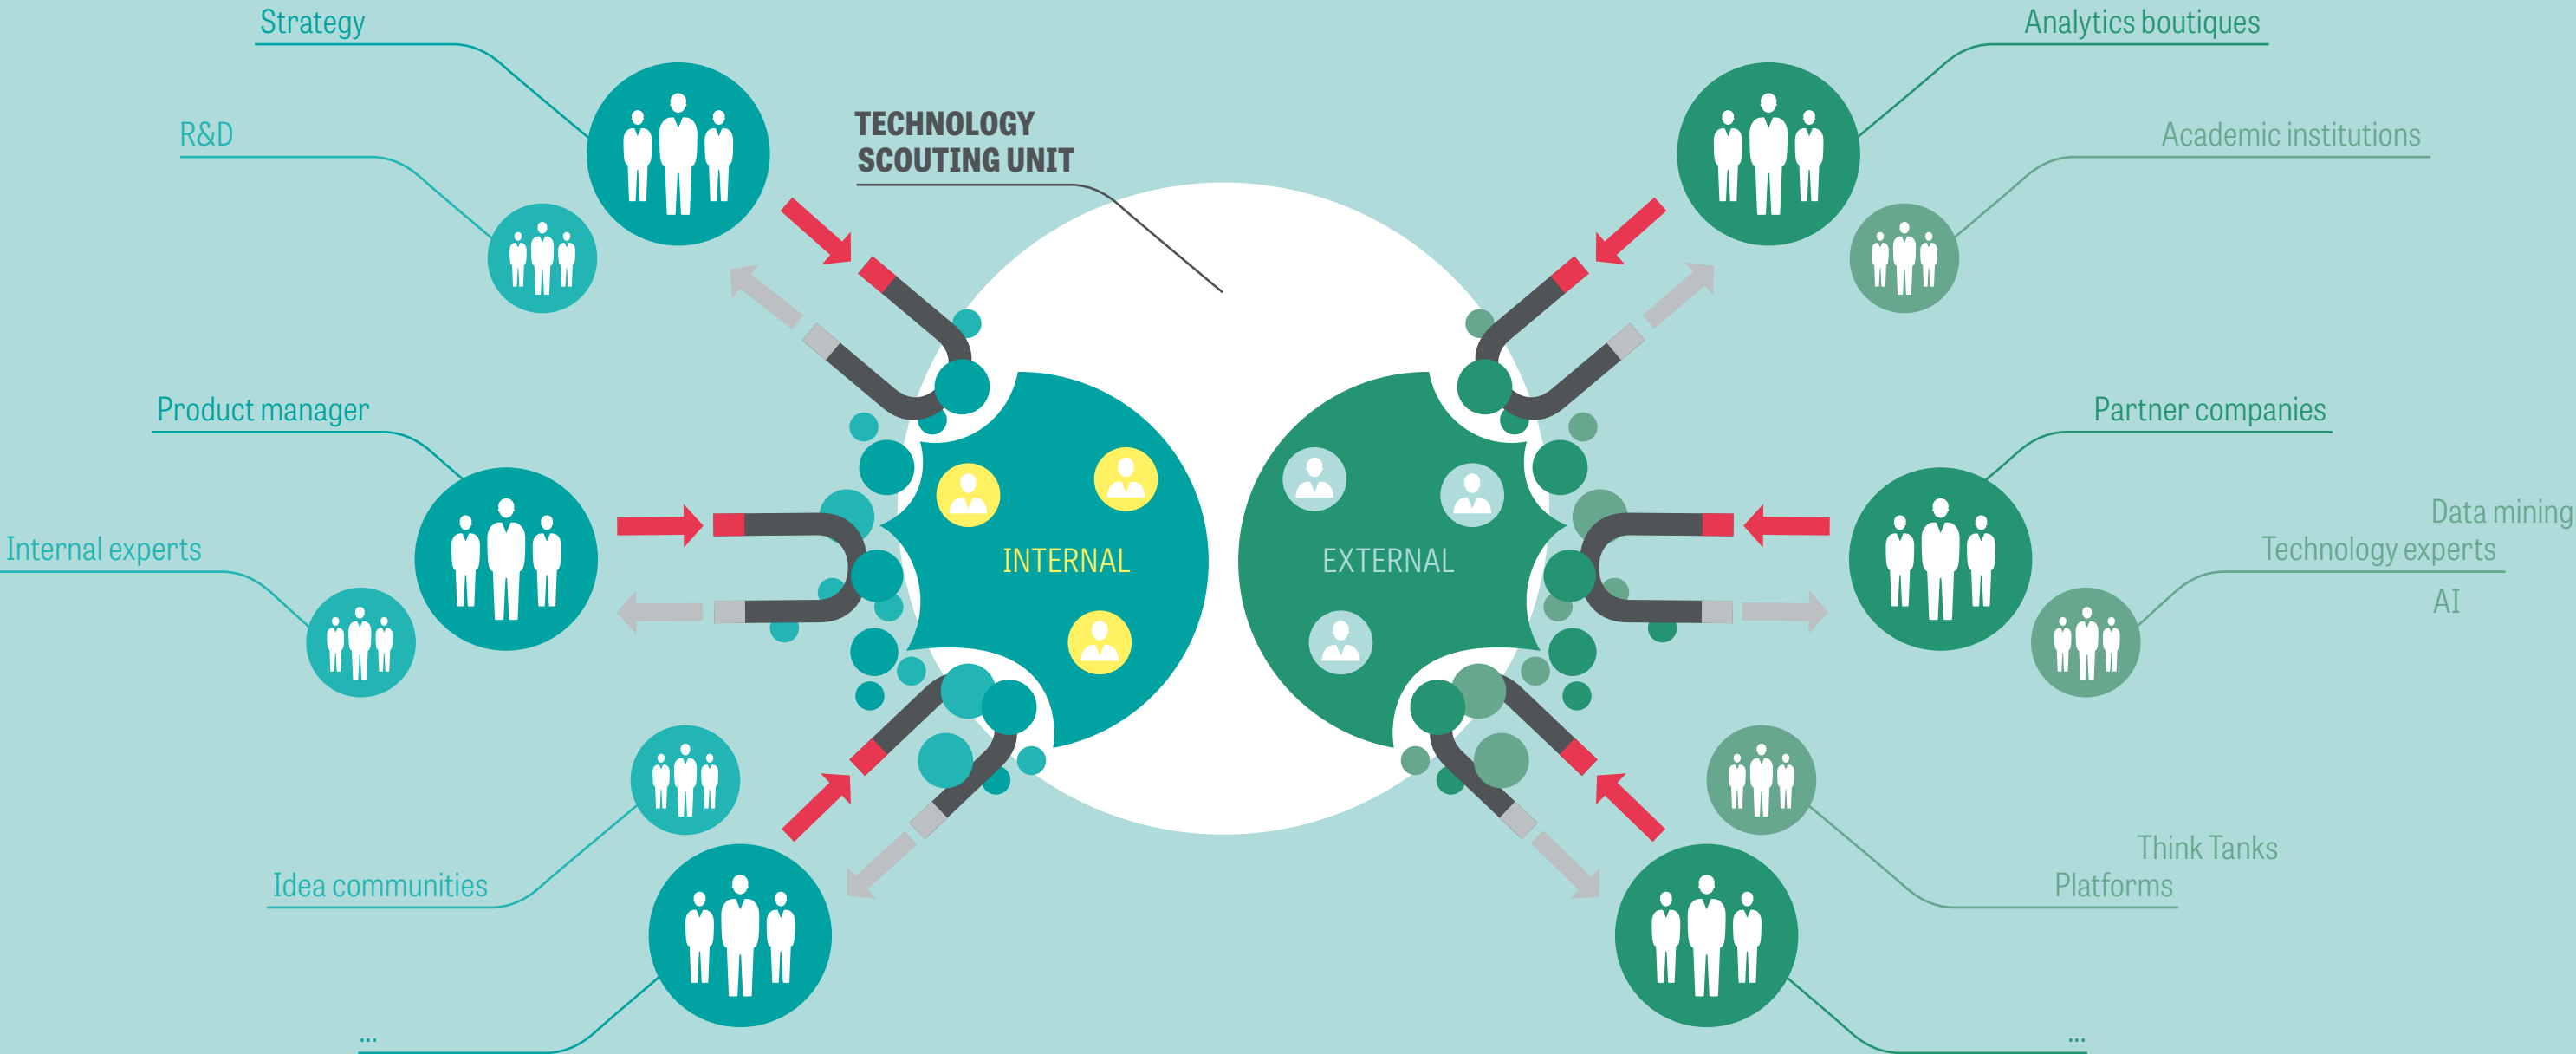 Strategy
Analytics boutiques
TECHNOLOGY
SCOUTING UNIT
R&D
Academic institutions
Product manager
Partner companies
Data mining
Internal experts
INTERNAL
EXTERNAL
Technology experts
AI
Think Tanks
Idea communities
Platforms
...
...